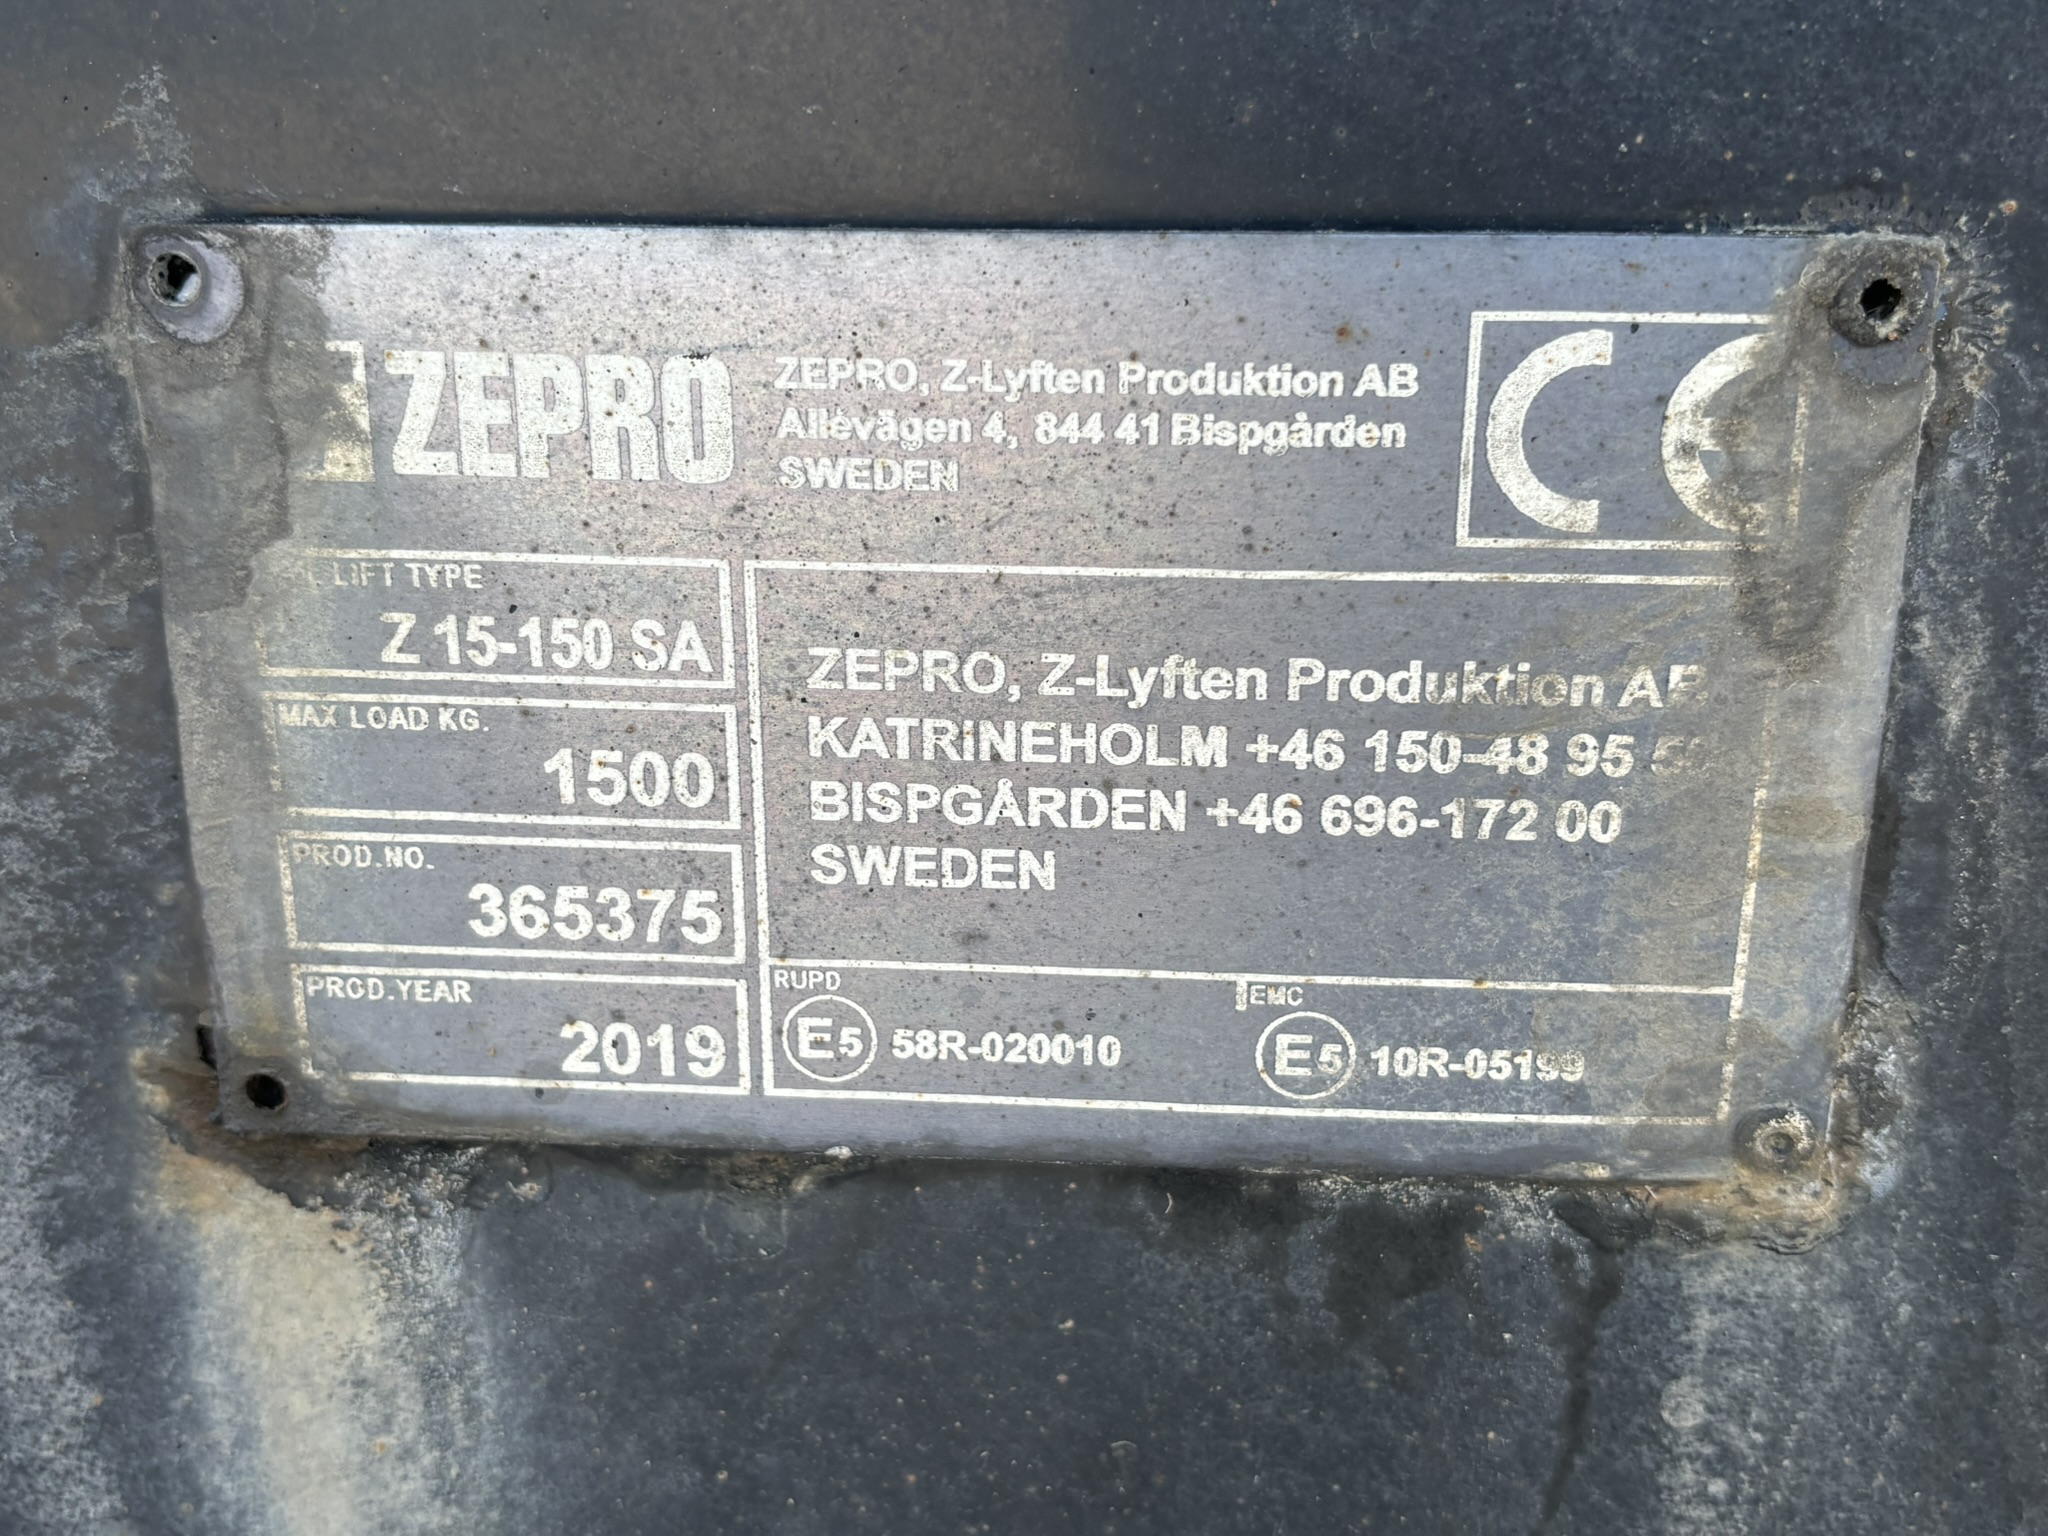 ZEPRO
ZEPRO, Z-Lyften Produktion AB
Allévägen 4, 844 41 Bispgården
SWEDEN
CE
LIFT TYPE
Z 15-150 SA
MAX LOAD KG.
1500
PROD.NO.
365375
PROD.YEAR
2019
ZEPRO, Z-Lyften Produktion AB
KATRINEHOLM +46 150-48 95
BISPGÅRDEN +46 696-172 00
SWEDEN
RUPD
E5 58R-020010
EMC
E5 10R-05199